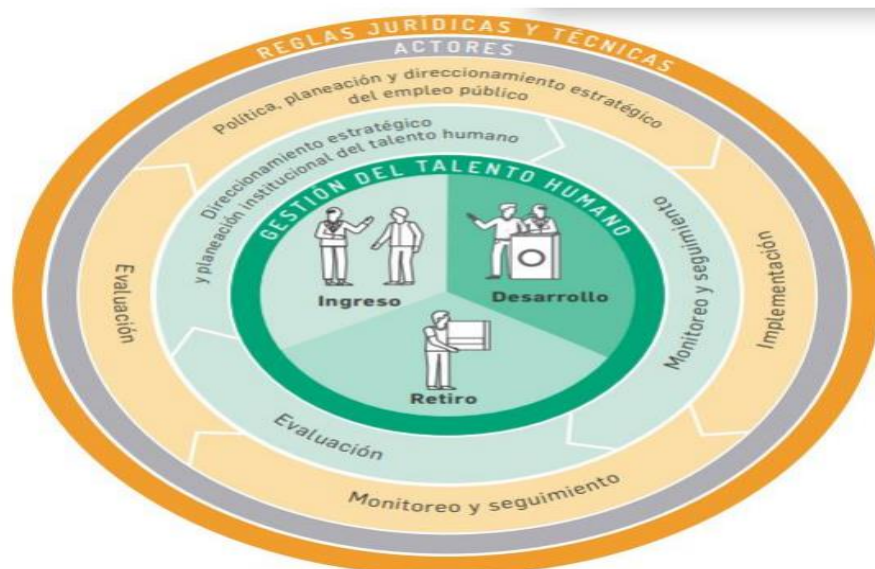 REGLAS JURÍDICAS Y TÉCNICAS
ACTORES
Política, planeación y direccionamiento estratégico
del empleo público
Implementación
Monitoreo y seguimiento
Evaluación
Direccionamiento estratégico
y planeación institucional del talento humano
Monitoreo y seguimiento
Evaluación
GESTIÓN DEL TALENTO HUMANO
Ingreso
Desarrollo
Retiro